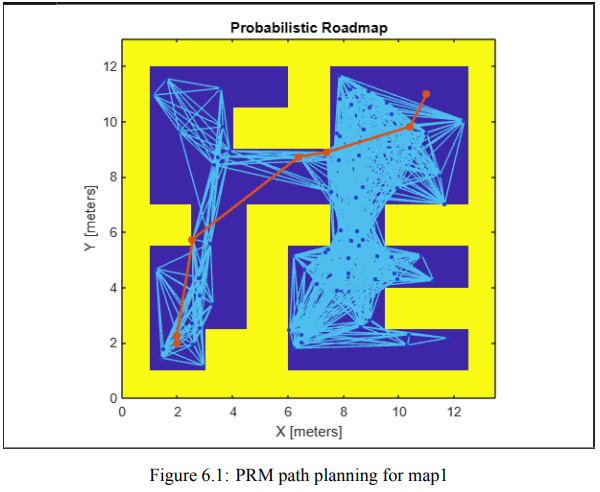 Probabilistic Roadmap
12
10
8
6
4
2
0
Y [meters]
0 2 4 6 8 10 12
X [meters]
Figure 6.1: PRM path planning for map1